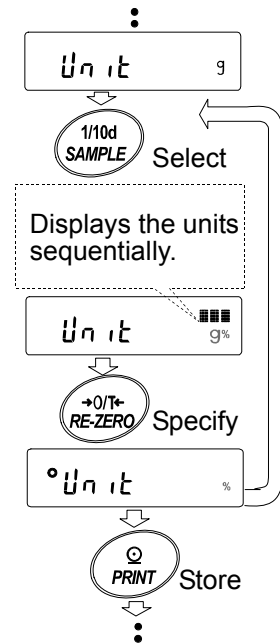 Unit g
1/10d
SAMPLE Select
Displays the units
sequentially.
Unit g%
→0/T←
RE-ZERO Specify
°Unit %
PRINT Store